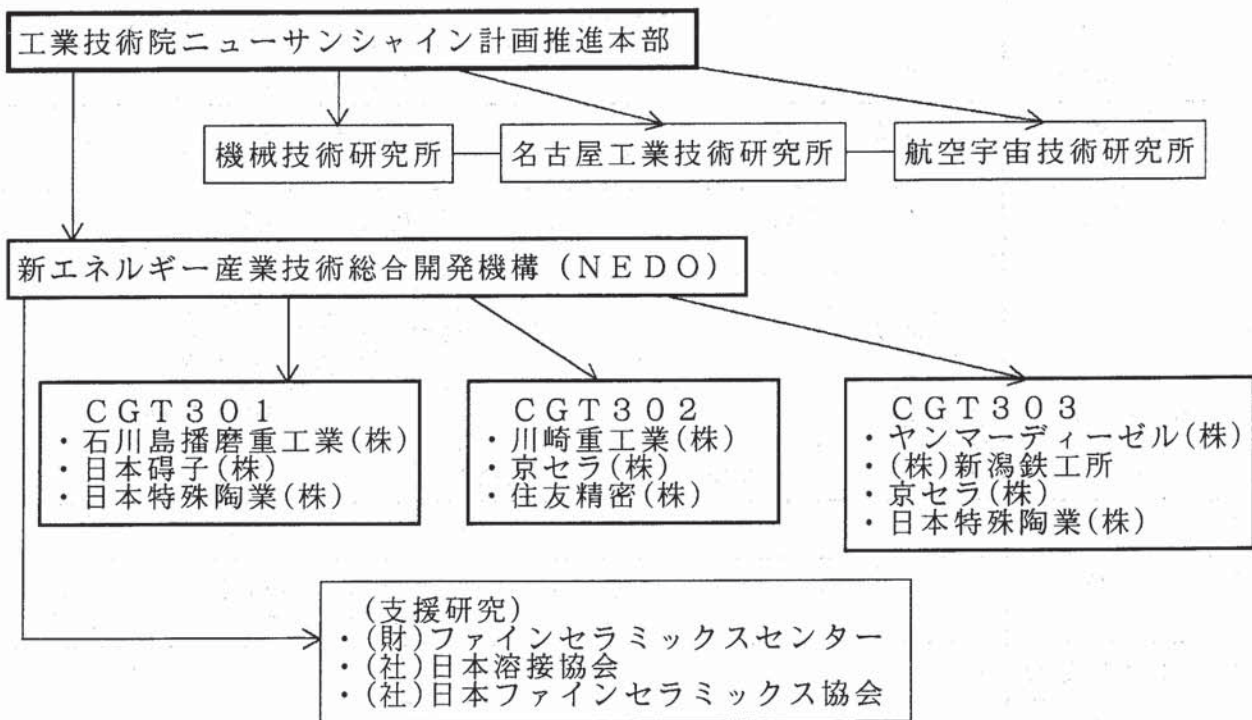 工業技術院ニューサンシャイン計画推進本部
機械技術研究所
名古屋工業技術研究所
航空宇宙技術研究所
新エネルギー産業技術総合開発機構（ＮＥＤＯ）
ＣＧＴ３０１
・石川島播磨重工業(株)
・日本碍子(株)
・日本特殊陶業(株)
ＣＧＴ３０２
・川崎重工業(株)
・京セラ(株)
・住友精密(株)
ＣＧＴ３０３
・ヤンマーディーゼル(株)
・(株)新潟鉄工所
・京セラ(株)
・日本特殊陶業(株)
(支援研究)
・(財)ファインセラミックスセンター
・(社)日本溶接協会
・(社)日本ファインセラミックス協会